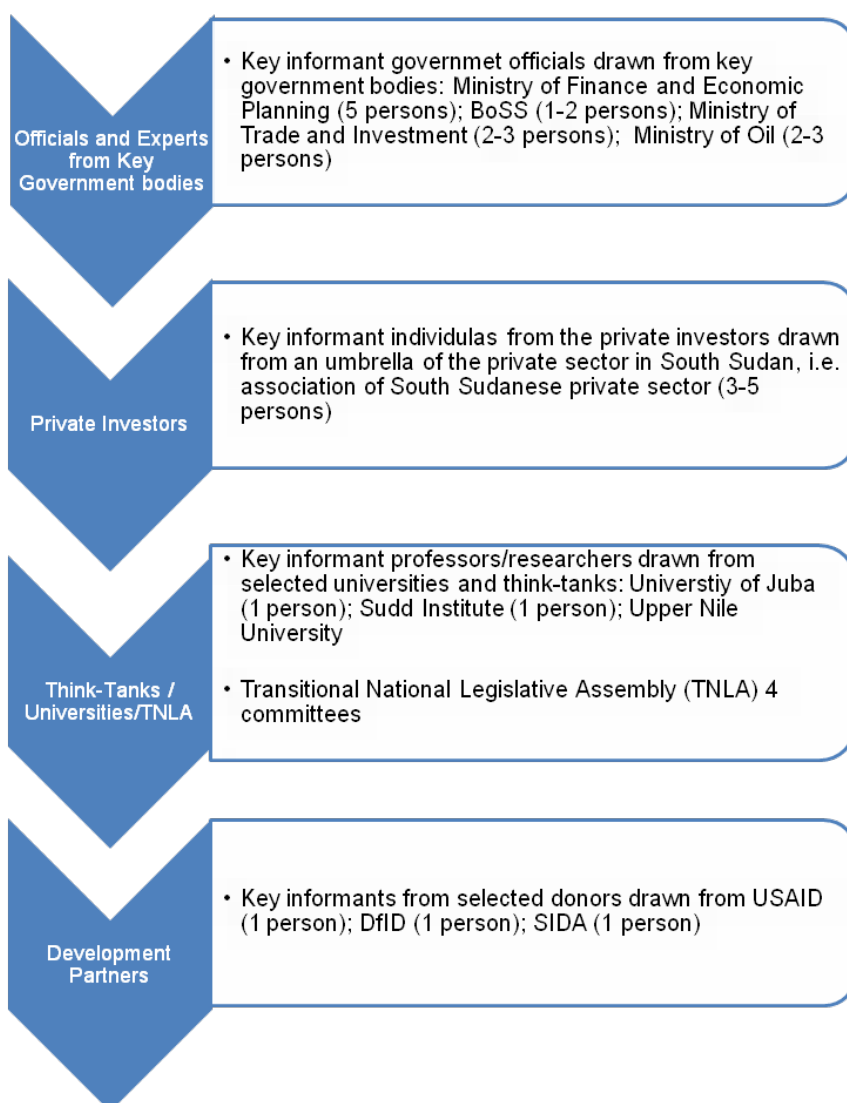 Officials and Experts
from Key
Government bodies
• Key informant governmet officials drawn from key
government bodies: Ministry of Finance and Economic
Planning (5 persons); BoSS (1-2 persons); Ministry of
Trade and Investment (2-3 persons); Ministry of Oil (2-3
persons)
Private Investors
• Key informant individulas from the private investors drawn
from an umbrella of the private sector in South Sudan, i.e.
association of South Sudanese private sector (3-5
persons)
Think-Tanks /
Universities/TNLA
• Key informant professors/researchers drawn from
selected universities and think-tanks: Universtiy of Juba
(1 person); Sudd Institute (1 person); Upper Nile
University
• Transitional National Legislative Assembly (TNLA) 4
committees
Development
Partners
• Key informants from selected donors drawn from USAID
(1 person); DfID (1 person); SIDA (1 person)